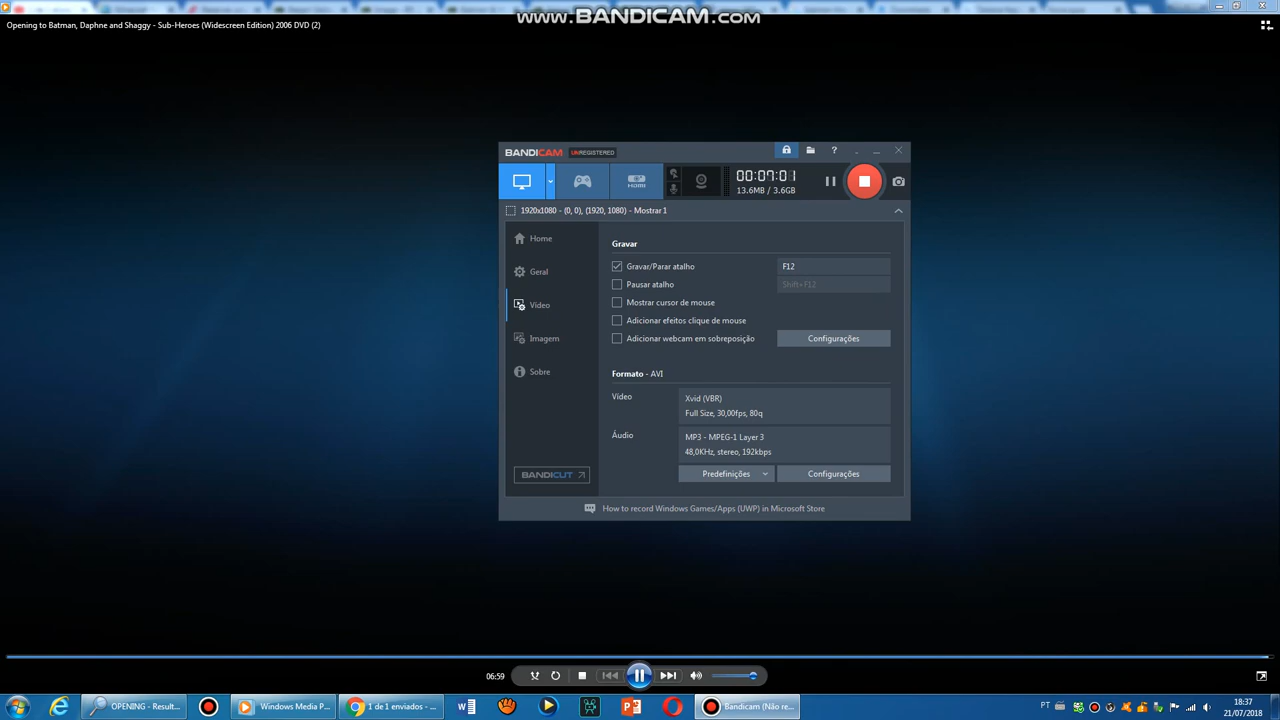 www.BANDICAM.com
Opening to Batman, Daphne and Shaggy - Sub-Heroes (Widescreen Edition) 2006 DVD (2)
BANDICAM UNREGISTERED
?
HDMI
00:07:01
13.6MB / 3.6GB
1920x1080 - (0, 0), (1920, 1080) - Mostrar 1
Home
Geral
Vídeo
Imagem
Sobre
BANDICUT
Gravar
Gravar/Parar atalho F12
Pausar atalho Shift+F12
Mostrar cursor de mouse
Adicionar efeitos clique de mouse
Adicionar webcam em sobreposição Configurações
Formato - AVI
Vídeo Xvid (VBR)
Full Size, 30,00fps, 80q
Áudio MP3 - MPEG-1 Layer 3
48,0KHz, stereo, 192kbps
Predefinições Configurações
How to record Windows Games/Apps (UWP) in Microsoft Store
06:59
OPENING - Result... Windows Media P... 1 de 1 enviados - ... Bandicam (Não re... PT 18:37
21/07/2018